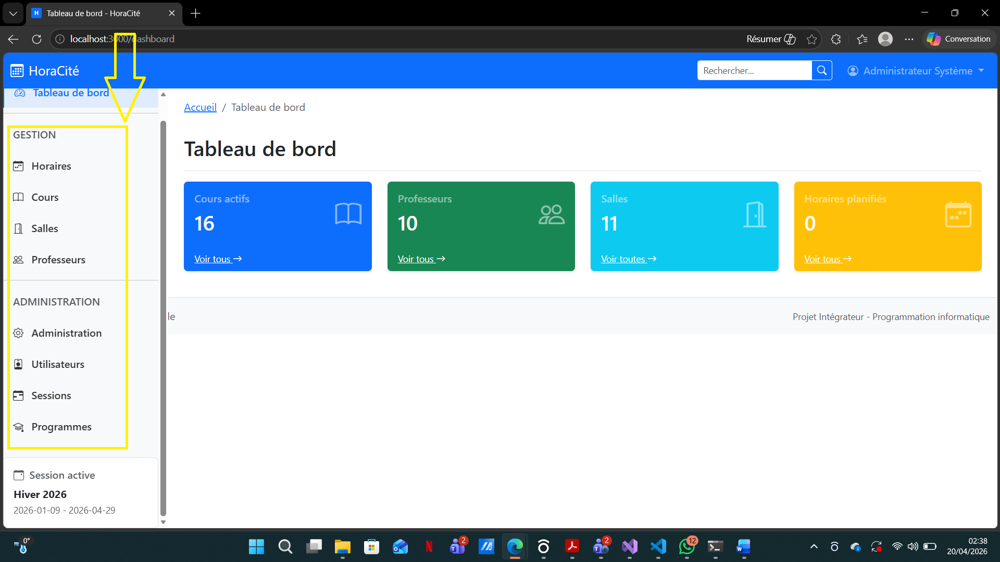 H Tableau de bord - HoraCité
localhost:3000/dashboard
Résumer
Conversation
HoraCité
Rechercher...
Administrateur Système
Tableau de bord
GESTION
Horaires
Cours
Salles
Professeurs
ADMINISTRATION
Administration
Utilisateurs
Sessions
Programmes
Session active
Hiver 2026
2026-01-09 - 2026-04-29
Accueil / Tableau de bord
Tableau de bord
Cours actifs
16
Voir tous →
Professeurs
10
Voir tous →
Salles
11
Voir toutes →
Horaires planifiés
0
Voir tous →
le
Projet Intégrateur - Programmation informatique
0°
2
2
12
02:38
20/04/2026